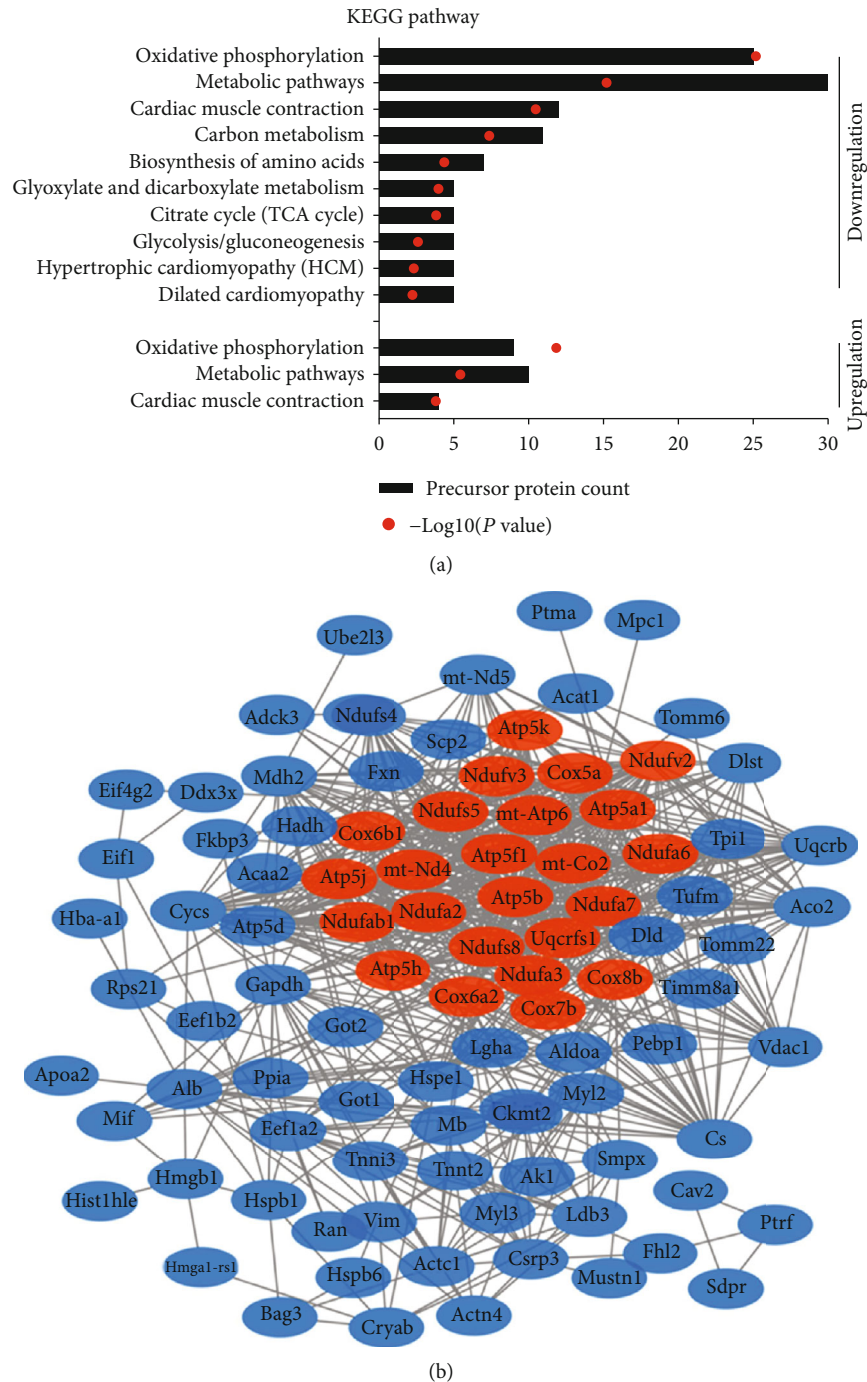 KEGG pathway
Oxidative phosphorylation
Metabolic pathways
Cardiac muscle contraction
Carbon metabolism
Biosynthesis of amino acids
Glyoxylate and dicarboxylate metabolism
Citrate cycle (TCA cycle)
Glycolysis/gluconeogenesis
Hypertrophic cardiomyopathy (HCM)
Dilated cardiomyopathy
Downregulation
Oxidative phosphorylation
Metabolic pathways
Cardiac muscle contraction
Upregulation
0 5 10 15 20 25 30
Precursor protein count
−Log10(P value)
(a)
Ptma
Mpc1
Ube2l3
mt-Nd5
Acat1
Adck3
Ndufs4
Tomm6
Scp2
Atp5k
Fxn
Ndufv3
Cox5a
Ndufv2
Dlst
Mdh2
Eif4g2
Ddx3x
Ndufs5
mt-Atp6
Atp5a1
Hadh
Cox6b1
Fkbp3
Tpi1
Uqcrb
Eif1
Acaa2
Atp5j
mt-Nd4
Atp5f1
mt-Co2
Ndufa6
Hba-a1
Cycs
Atp5d
Ndufab1
Ndufa2
Atp5b
Ndufa7
Tufm
Aco2
Ndufs8
Uqcrfs1
Dld
Tomm22
Rps21
Gapdh
Atp5h
Ndufa3
Cox8b
Timm8a1
Cox6a2
Cox7b
Eef1b2
Got2
Lgha
Aldoa
Pebp1
Vdac1
Apoa2
Alb
Ppia
Hspe1
Myl2
Mif
Got1
Ckmt2
Eef1a2
Mb
Cs
Tnni3
Tnnt2
Ak1
Smpx
Hmgb1
Hist1hle
Hspb1
Cav2
Ran
Vim
Myl3
Ldb3
Ptrf
Hmga1-rs1
Hspb6
Actc1
Csrp3
Fhl2
Mustn1
Sdpr
Bag3
Cryab
Actn4
(b)